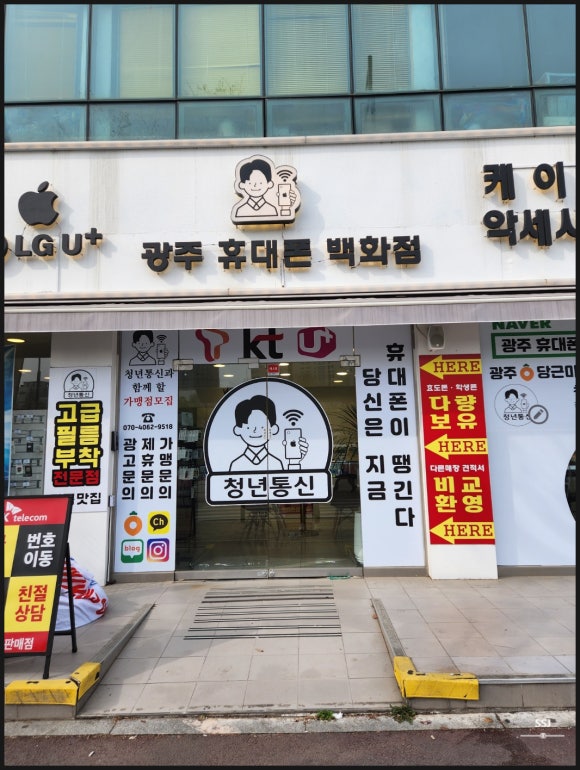 LG U+
광주 휴대폰 백화점
케이
악세사
청년통신
고급
필름
부착
전문점
맛집
청년통신과
함께 할
가맹점모집
070-4062-9518
광고문의
제휴문의
가맹문의
Ch
blog
kt
U+
청년통신
당신은 지금
휴대폰이 땡긴다
HERE
효도폰·학생폰
다량
보유
HERE
다른매장 견적서
비교
환영
HERE
NAVER
광주 휴대폰
광주 당근마
청년통신
telecom
번호
이동
친절
상담
판매점
SSJ